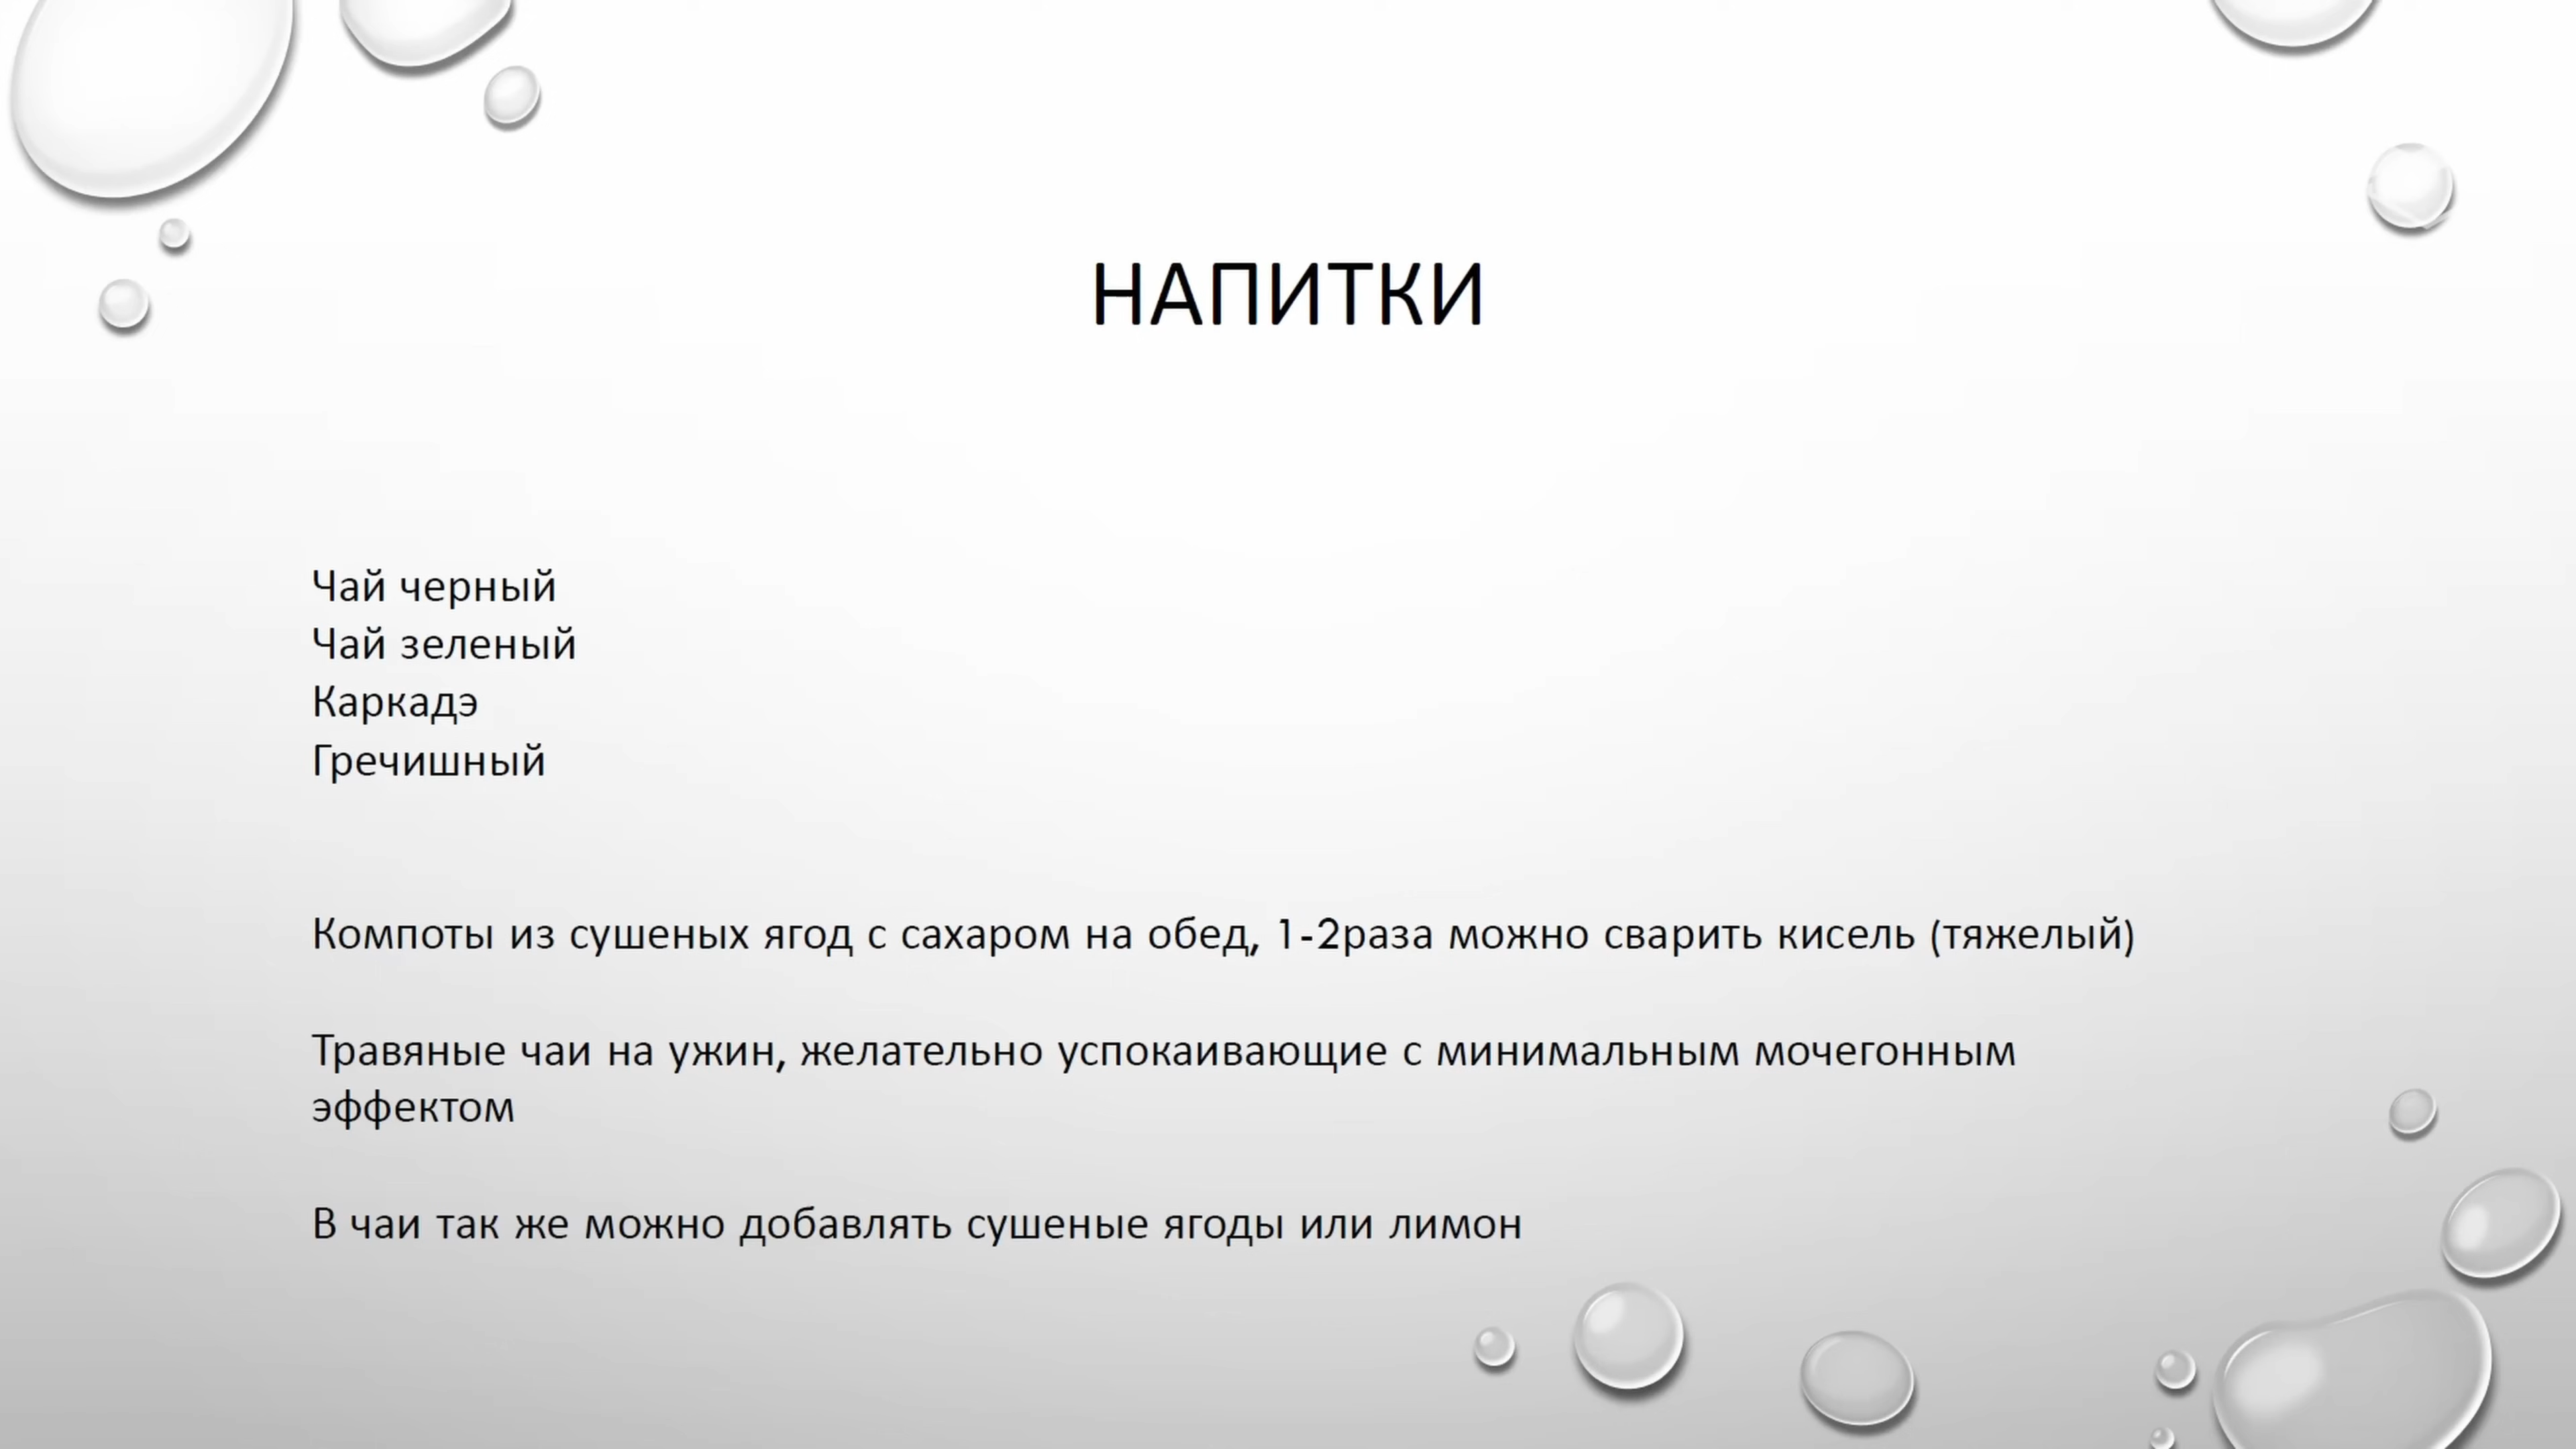 НАПИТКИ
Чай черный
Чай зеленый
Каркадэ
Гречишный
Компоты из сушеных ягод с сахаром на обед, 1-2раза можно сварить кисель (тяжелый)
Травяные чаи на ужин, желательно успокаивающие с минимальным мочегонным
эффектом
В чаи так же можно добавлять сушеные ягоды или лимон